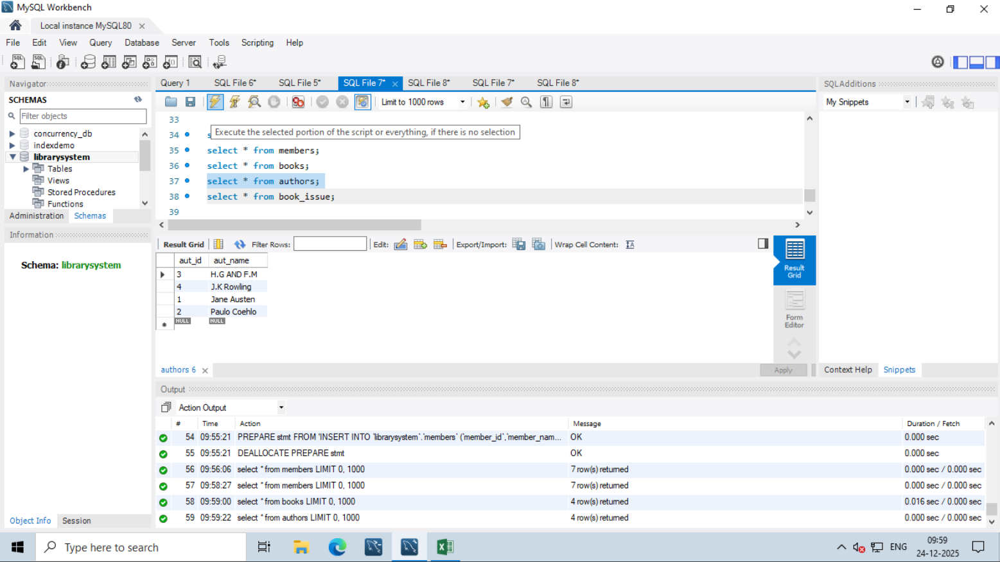 MySQL Workbench
Local instance MySQL80
File Edit View Query Database Server Tools Scripting Help
Navigator
SCHEMAS
Filter objects
concurrency_db
indexdemo
librarysystem
Tables
Views
Stored Procedures
Functions
Administration Schemas
Information
Schema: librarysystem
Object Info Session
Query 1 SQL File 6* SQL File 5* SQL File 7* SQL File 8* SQL File 7* SQL File 8*
Limit to 1000 rows
33
34
Execute the selected portion of the script or everything, if there is no selection
35 select * from members;
36 select * from books;
37 select * from authors;
38 select * from book_issue;
39
Result Grid Filter Rows: Edit: Export/Import: Wrap Cell Content:
aut_id aut_name
3 H.G AND F.M
4 J.K Rowling
1 Jane Austen
2 Paulo Coehlo
NULL NULL
Result Grid
Form Editor
authors 6
Apply
SQLAdditions
My Snippets
Context Help Snippets
Output
Action Output
# Time Action Message Duration / Fetch
54 09:55:21 PREPARE stmt FROM 'INSERT INTO `librarysystem`.`members` (`member_id`,`member_nam... OK 0.000 sec
55 09:55:21 DEALLOCATE PREPARE stmt OK 0.000 sec
56 09:56:06 select * from members LIMIT 0, 1000 7 row(s) returned 0.000 sec / 0.000 sec
57 09:58:27 select * from members LIMIT 0, 1000 7 row(s) returned 0.000 sec / 0.000 sec
58 09:59:00 select * from books LIMIT 0, 1000 4 row(s) returned 0.016 sec / 0.000 sec
59 09:59:22 select * from authors LIMIT 0, 1000 4 row(s) returned 0.000 sec / 0.000 sec
Type here to search
ENG
09:59
24-12-2025